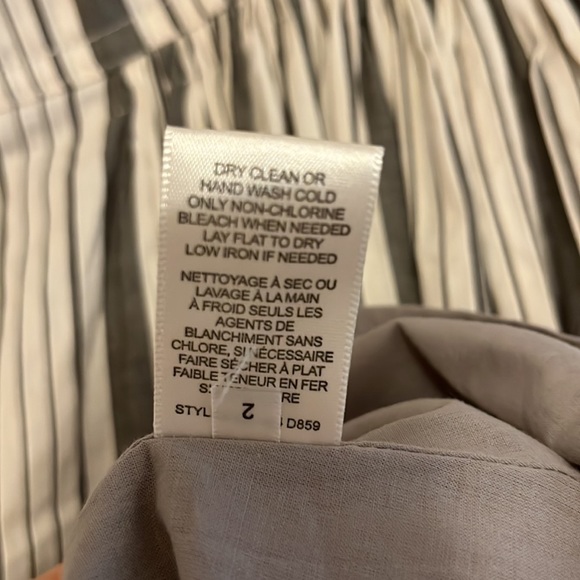 DRY CLEAN OR
HAND WASH COLD
ONLY NON-CHLORINE
BLEACH WHEN NEEDED
LAY FLAT TO DRY
LOW IRON IF NEEDED
NETTOYAGE À SEC OU
LAVAGE À LA MAIN
À FROID SEULS LES
AGENTS DE
BLANCHIMENT SANS
CHLORE, SI NÉCESSAIRE
FAIRE SÉCHER À PLAT
FAIBLE TENEUR EN FER
2
D859